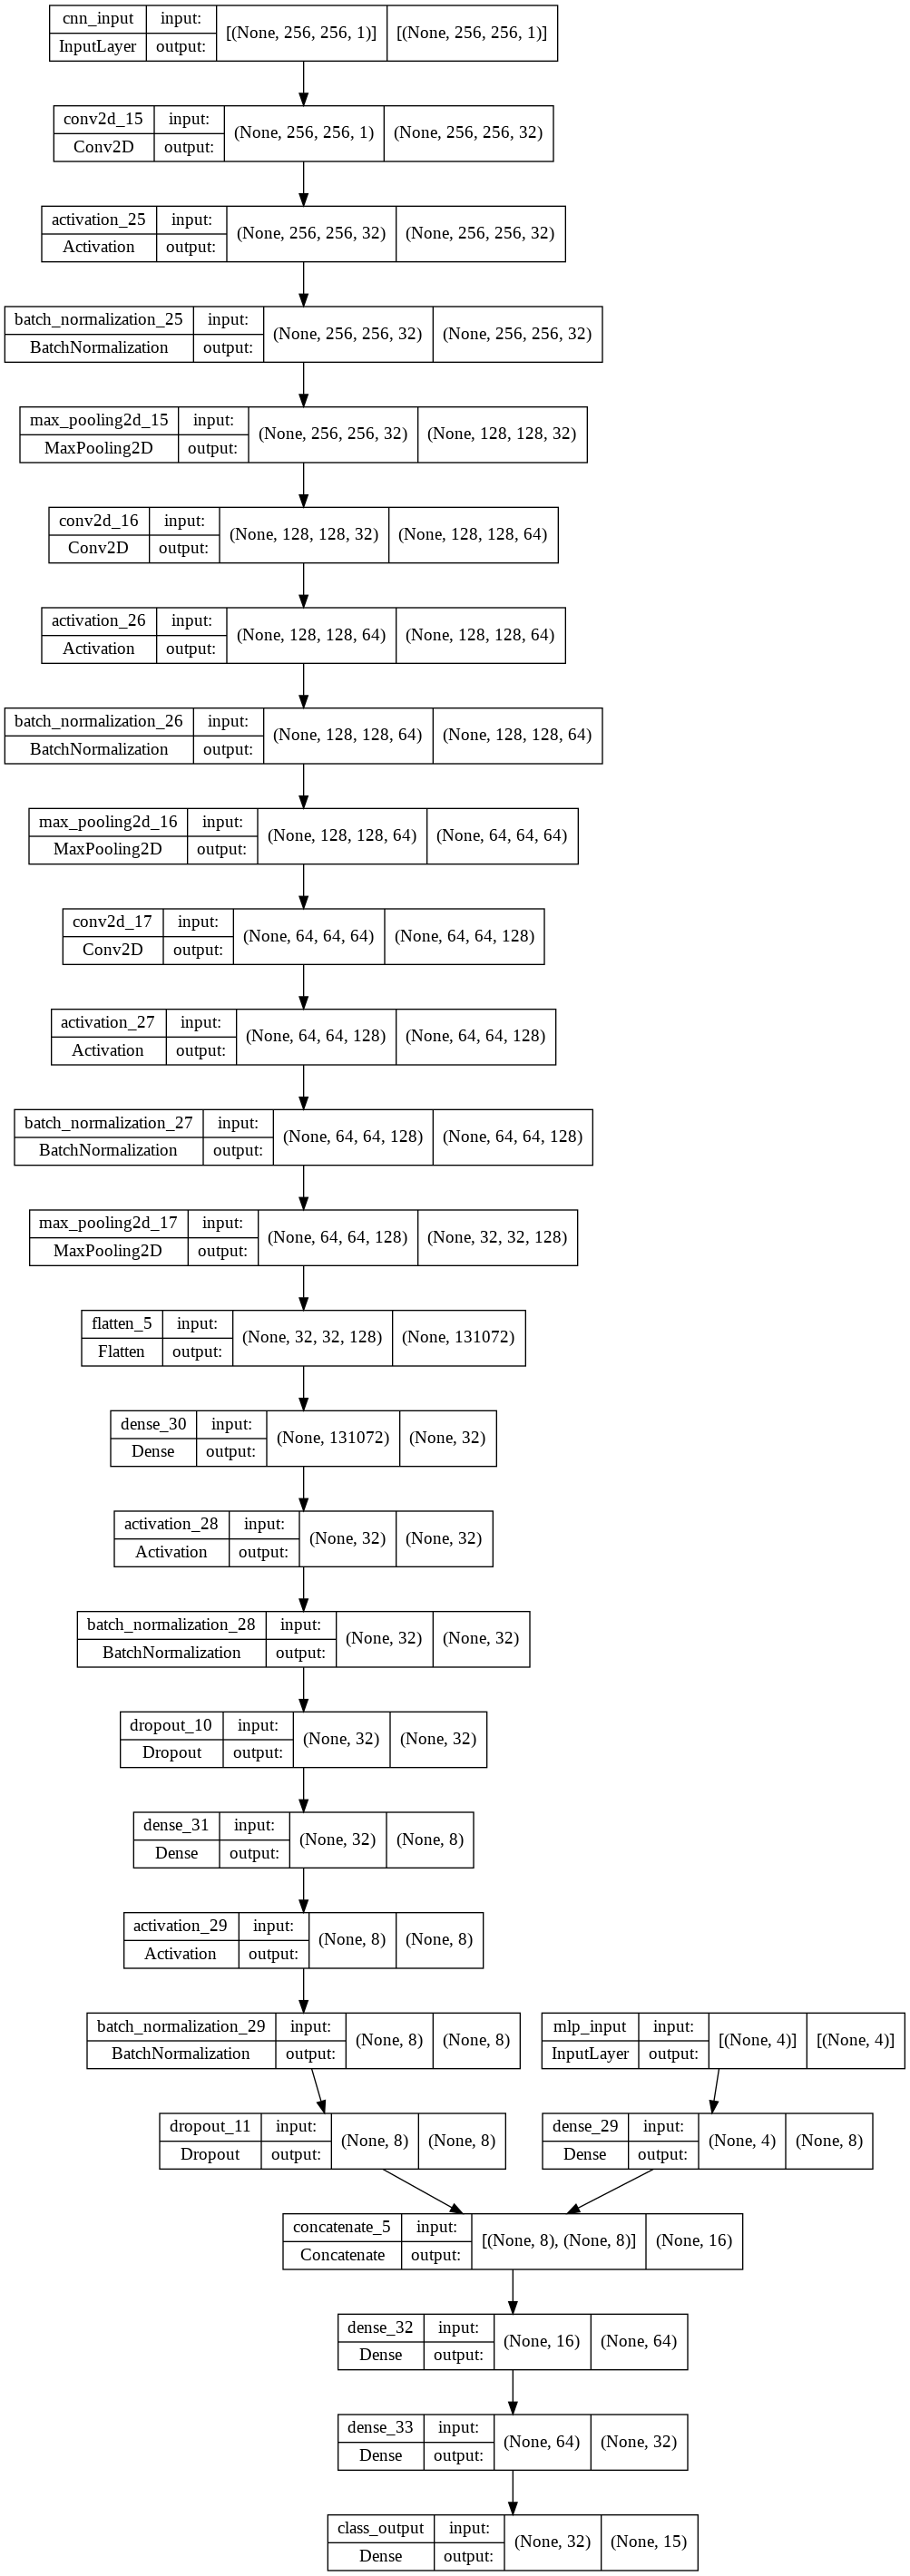 cnn_input input: [(None, 256, 256, 1)] [(None, 256, 256, 1)]
InputLayer output:
conv2d_15 input: (None, 256, 256, 1) (None, 256, 256, 32)
Conv2D output:
activation_25 input: (None, 256, 256, 32) (None, 256, 256, 32)
Activation output:
batch_normalization_25 input: (None, 256, 256, 32) (None, 256, 256, 32)
BatchNormalization output:
max_pooling2d_15 input: (None, 256, 256, 32) (None, 128, 128, 32)
MaxPooling2D output:
conv2d_16 input: (None, 128, 128, 32) (None, 128, 128, 64)
Conv2D output:
activation_26 input: (None, 128, 128, 64) (None, 128, 128, 64)
Activation output:
batch_normalization_26 input: (None, 128, 128, 64) (None, 128, 128, 64)
BatchNormalization output:
max_pooling2d_16 input: (None, 128, 128, 64) (None, 64, 64, 64)
MaxPooling2D output:
conv2d_17 input: (None, 64, 64, 64) (None, 64, 64, 128)
Conv2D output:
activation_27 input: (None, 64, 64, 128) (None, 64, 64, 128)
Activation output:
batch_normalization_27 input: (None, 64, 64, 128) (None, 64, 64, 128)
BatchNormalization output:
max_pooling2d_17 input: (None, 64, 64, 128) (None, 32, 32, 128)
MaxPooling2D output:
flatten_5 input: (None, 32, 32, 128) (None, 131072)
Flatten output:
dense_30 input: (None, 131072) (None, 32)
Dense output:
activation_28 input: (None, 32) (None, 32)
Activation output:
batch_normalization_28 input: (None, 32) (None, 32)
BatchNormalization output:
dropout_10 input: (None, 32) (None, 32)
Dropout output:
dense_31 input: (None, 32) (None, 8)
Dense output:
activation_29 input: (None, 8) (None, 8)
Activation output:
batch_normalization_29 input: (None, 8) (None, 8)
BatchNormalization output:
mlp_input input: [(None, 4)] [(None, 4)]
InputLayer output:
dropout_11 input: (None, 8) (None, 8)
Dropout output:
dense_29 input: (None, 4) (None, 8)
Dense output:
concatenate_5 input: [(None, 8), (None, 8)] (None, 16)
Concatenate output:
dense_32 input: (None, 16) (None, 64)
Dense output:
dense_33 input: (None, 64) (None, 32)
Dense output:
class_output input: (None, 32) (None, 15)
Dense output: